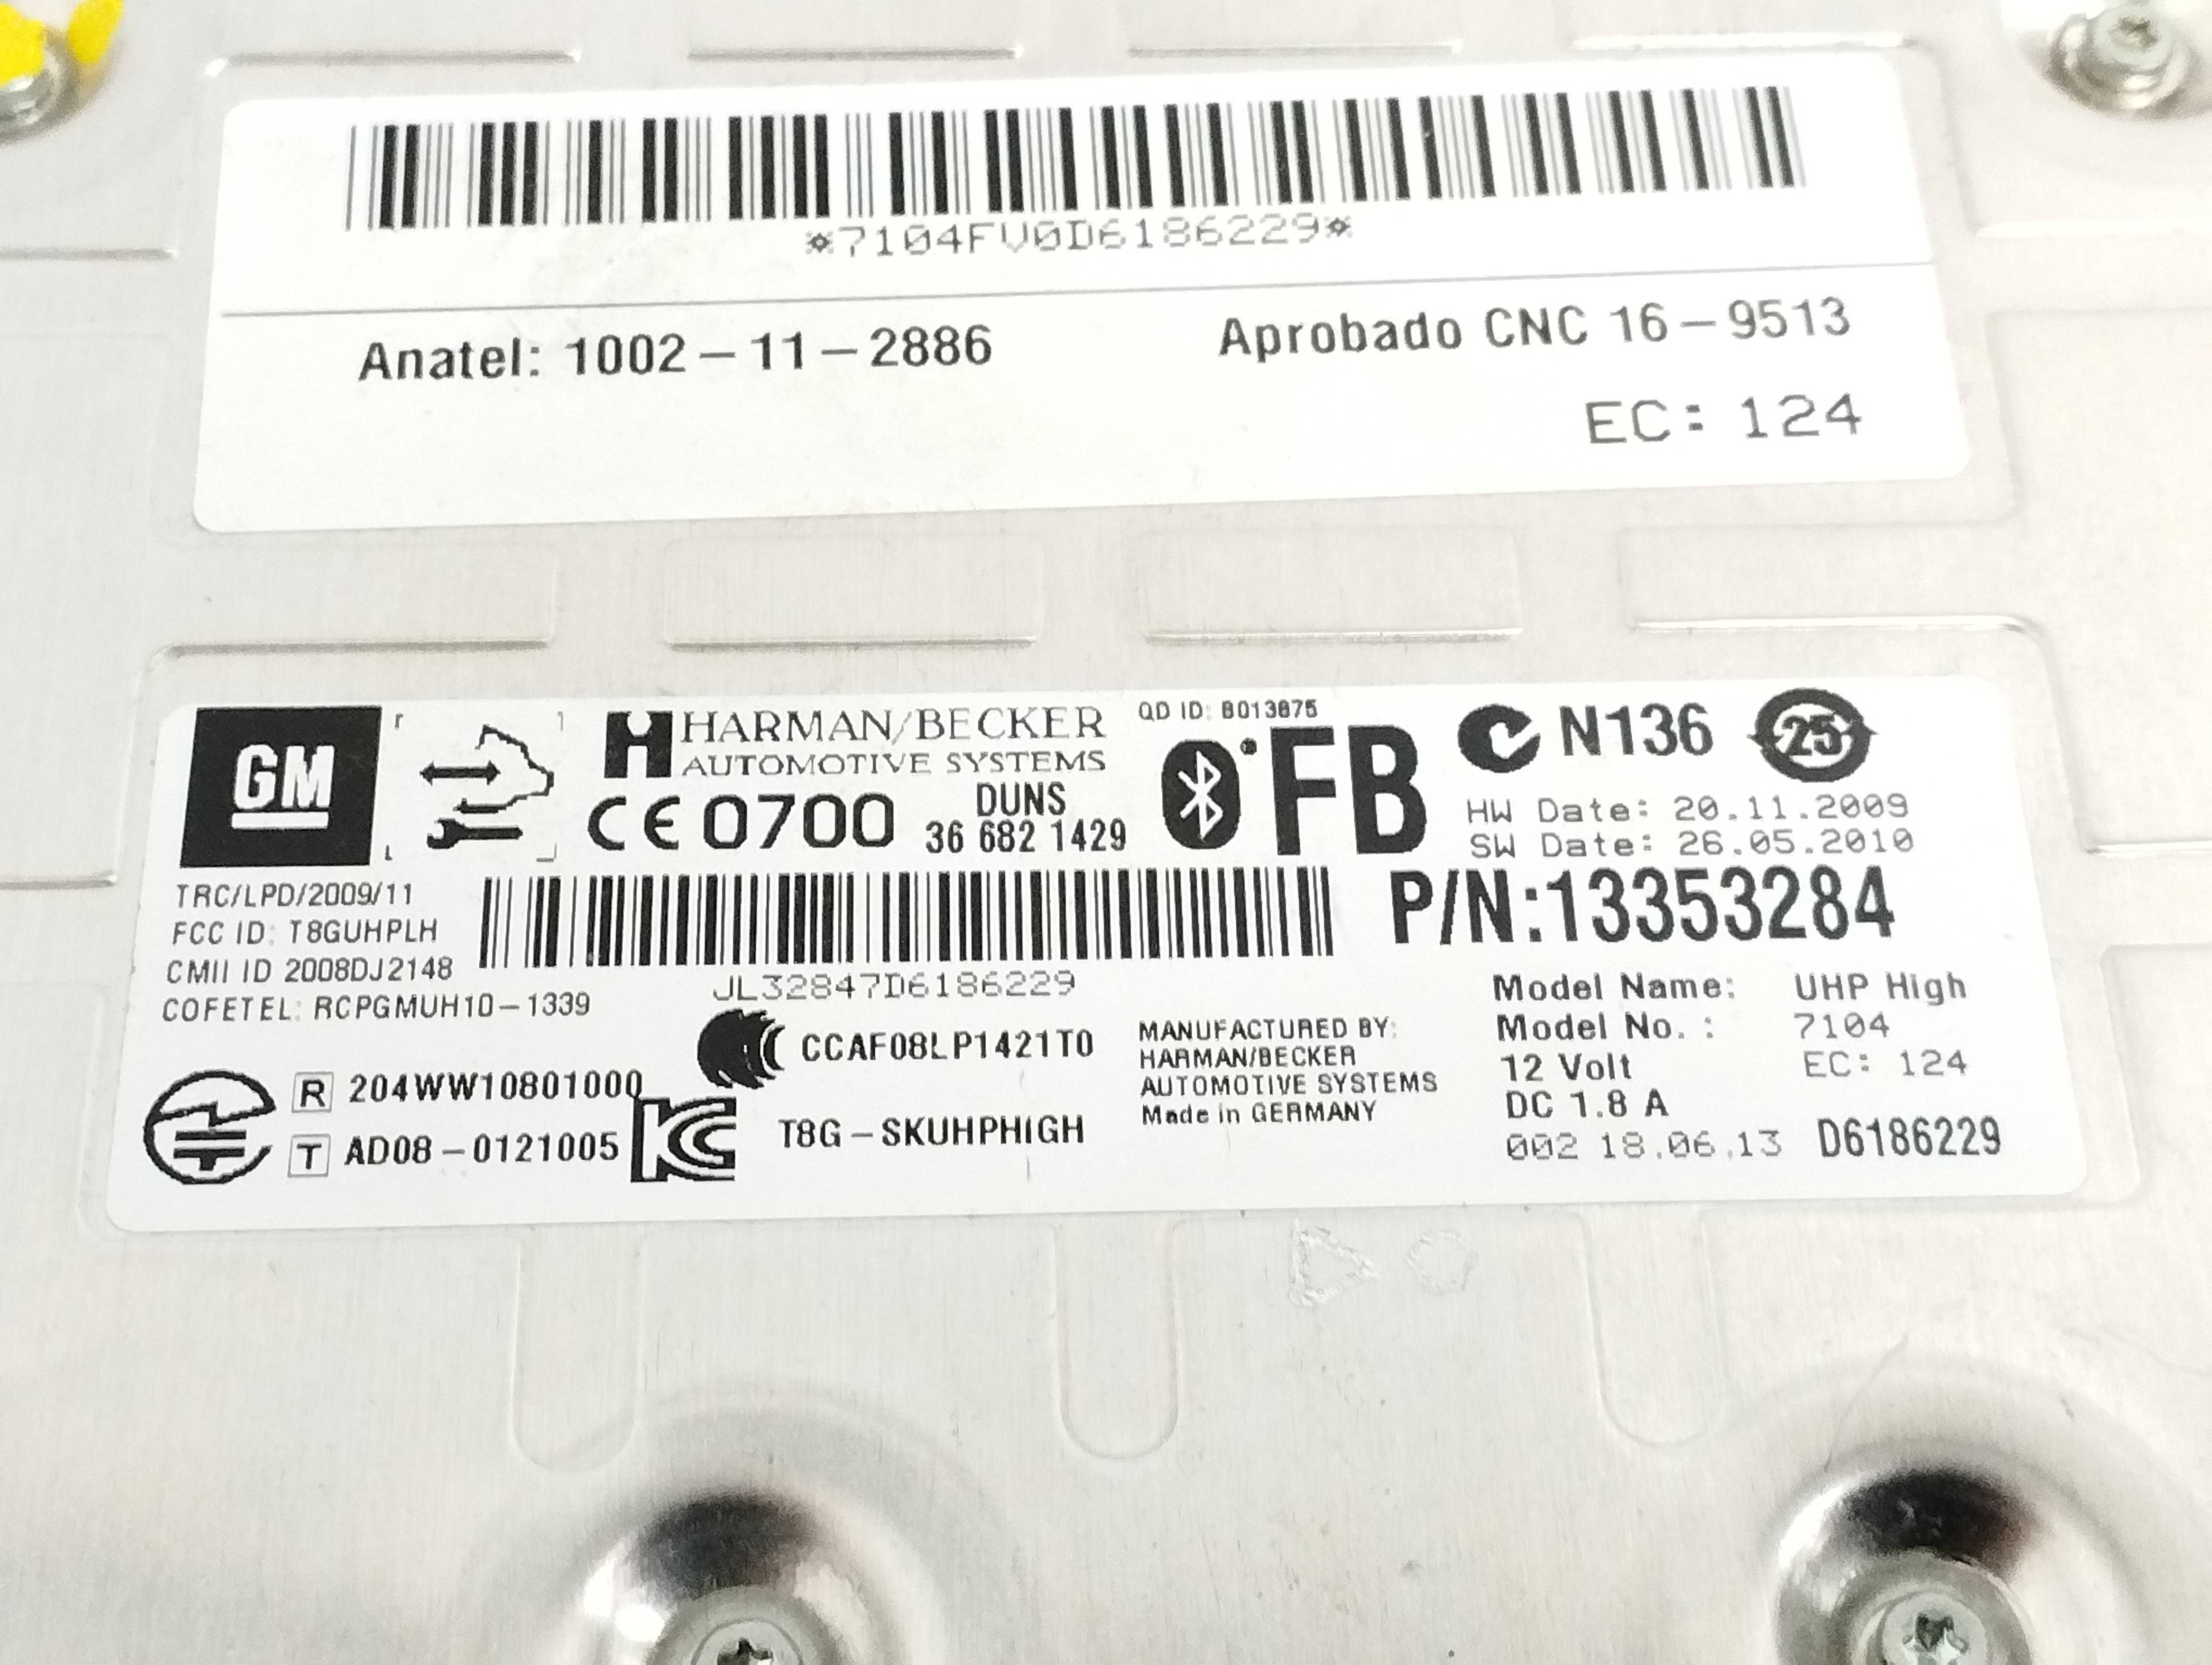 *7104FV0D6186229*
Anatel: 1002-11-2886
Aprobado CNC 16-9513
EC: 124
GM
HARMAN/BECKER
AUTOMOTIVE SYSTEMS
CE 0700
DUNS
36 682 1429
QD ID: B013875
FB
N136
25
HW Date: 20.11.2009
SW Date: 26.05.2010
P/N:13353284
TRC/LPD/2009/11
FCC ID: T8GUHPLH
CMII ID 2008DJ2148
COFETEL: RCPGMUH10-1339
JL32847D6186229
CCAF08LP1421T0
R 204WW10801000
T AD08-0121005
KC
T8G-SKUHPHIGH
MANUFACTURED BY:
HARMAN/BECKER
AUTOMOTIVE SYSTEMS
Made in GERMANY
Model Name: UHP High
Model No.: 7104
12 Volt EC: 124
DC 1.8 A
002 18.06.13 D6186229